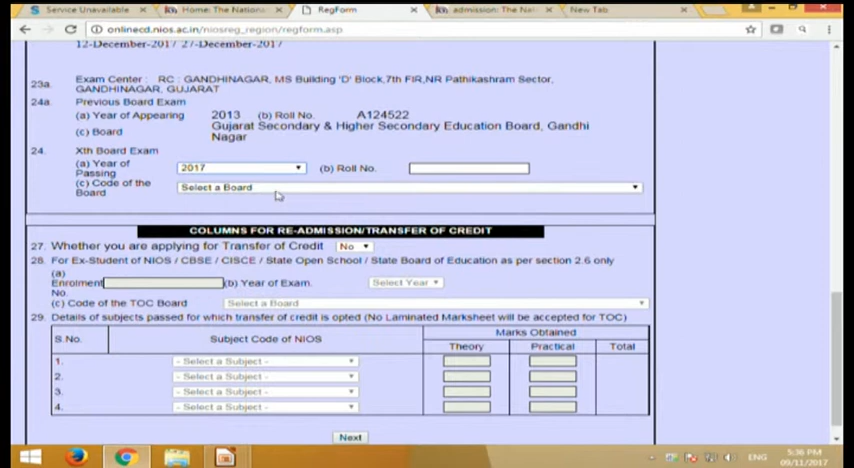 Service Unavailable
Home: The Nationa
RegForm
admission: The Nat
New Tab
onlinecd.nios.ac.in/niosreg_region/regform.asp
12-December-2017 27-December-2017
23a. Exam Center : RC : GANDHINAGAR, MS Building 'D' Block,7th FIR,NR Pathikashram Sector,
GANDHINAGAR, GUJARAT
24a. Previous Board Exam
(a) Year of Appearing 2013 (b) Roll No. A124522
(c) Board Gujarat Secondary & Higher Secondary Education Board, Gandhi
Nagar
24. Xth Board Exam
(a) Year of
Passing 2017 (b) Roll No.
(c) Code of the
Board Select a Board
COLUMNS FOR RE-ADMISSION/TRANSFER OF CREDIT
27. Whether you are applying for Transfer of Credit No
28. For Ex-Student of NIOS / CBSE / CISCE / State Open School / State Board of Education as per section 2.6 only
(a)
Enrolment
No. (b) Year of Exam. Select Year
(c) Code of the TOC Board Select a Board
29. Details of subjects passed for which transfer of credit is opted (No Laminated Marksheet will be accepted for TOC)
S.No. Subject Code of NIOS Marks Obtained
Theory Practical Total
1. - Select a Subject -
2. - Select a Subject -
3. - Select a Subject -
4. - Select a Subject -
Next
ENG
5:36 PM
09/11/2017